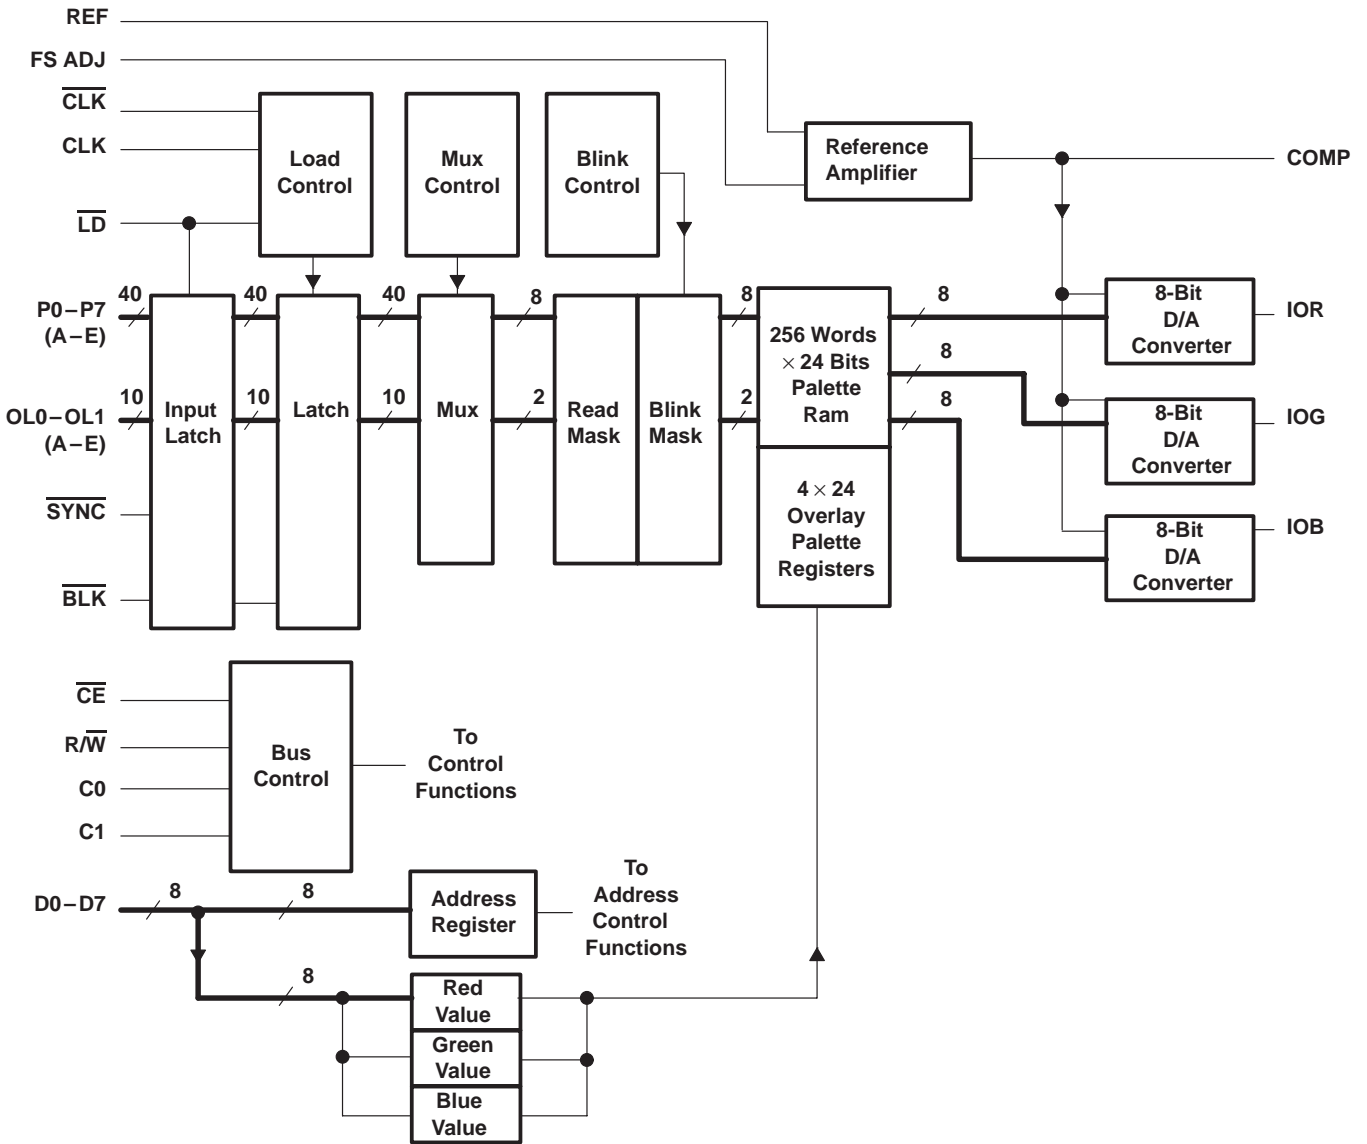 REF
FS ADJ
CLK
CLK
LD
Load
Control
Mux
Control
Blink
Control
Reference
Amplifier
COMP
P0–P7
(A–E)
40
40
40
8
8
8
8
8
OL0–OL1
(A–E)
10
10
10
2
2
Input
Latch
Latch
Mux
Read
Mask
Blink
Mask
256 Words
× 24 Bits
Palette
Ram
4 × 24
Overlay
Palette
Registers
8-Bit
D/A
Converter
IOR
8-Bit
D/A
Converter
IOG
8-Bit
D/A
Converter
IOB
SYNC
BLK
CE
R/W
C0
C1
Bus
Control
To
Control
Functions
D0–D7
8
8
Address
Register
To
Address
Control
Functions
8
Red
Value
Green
Value
Blue
Value